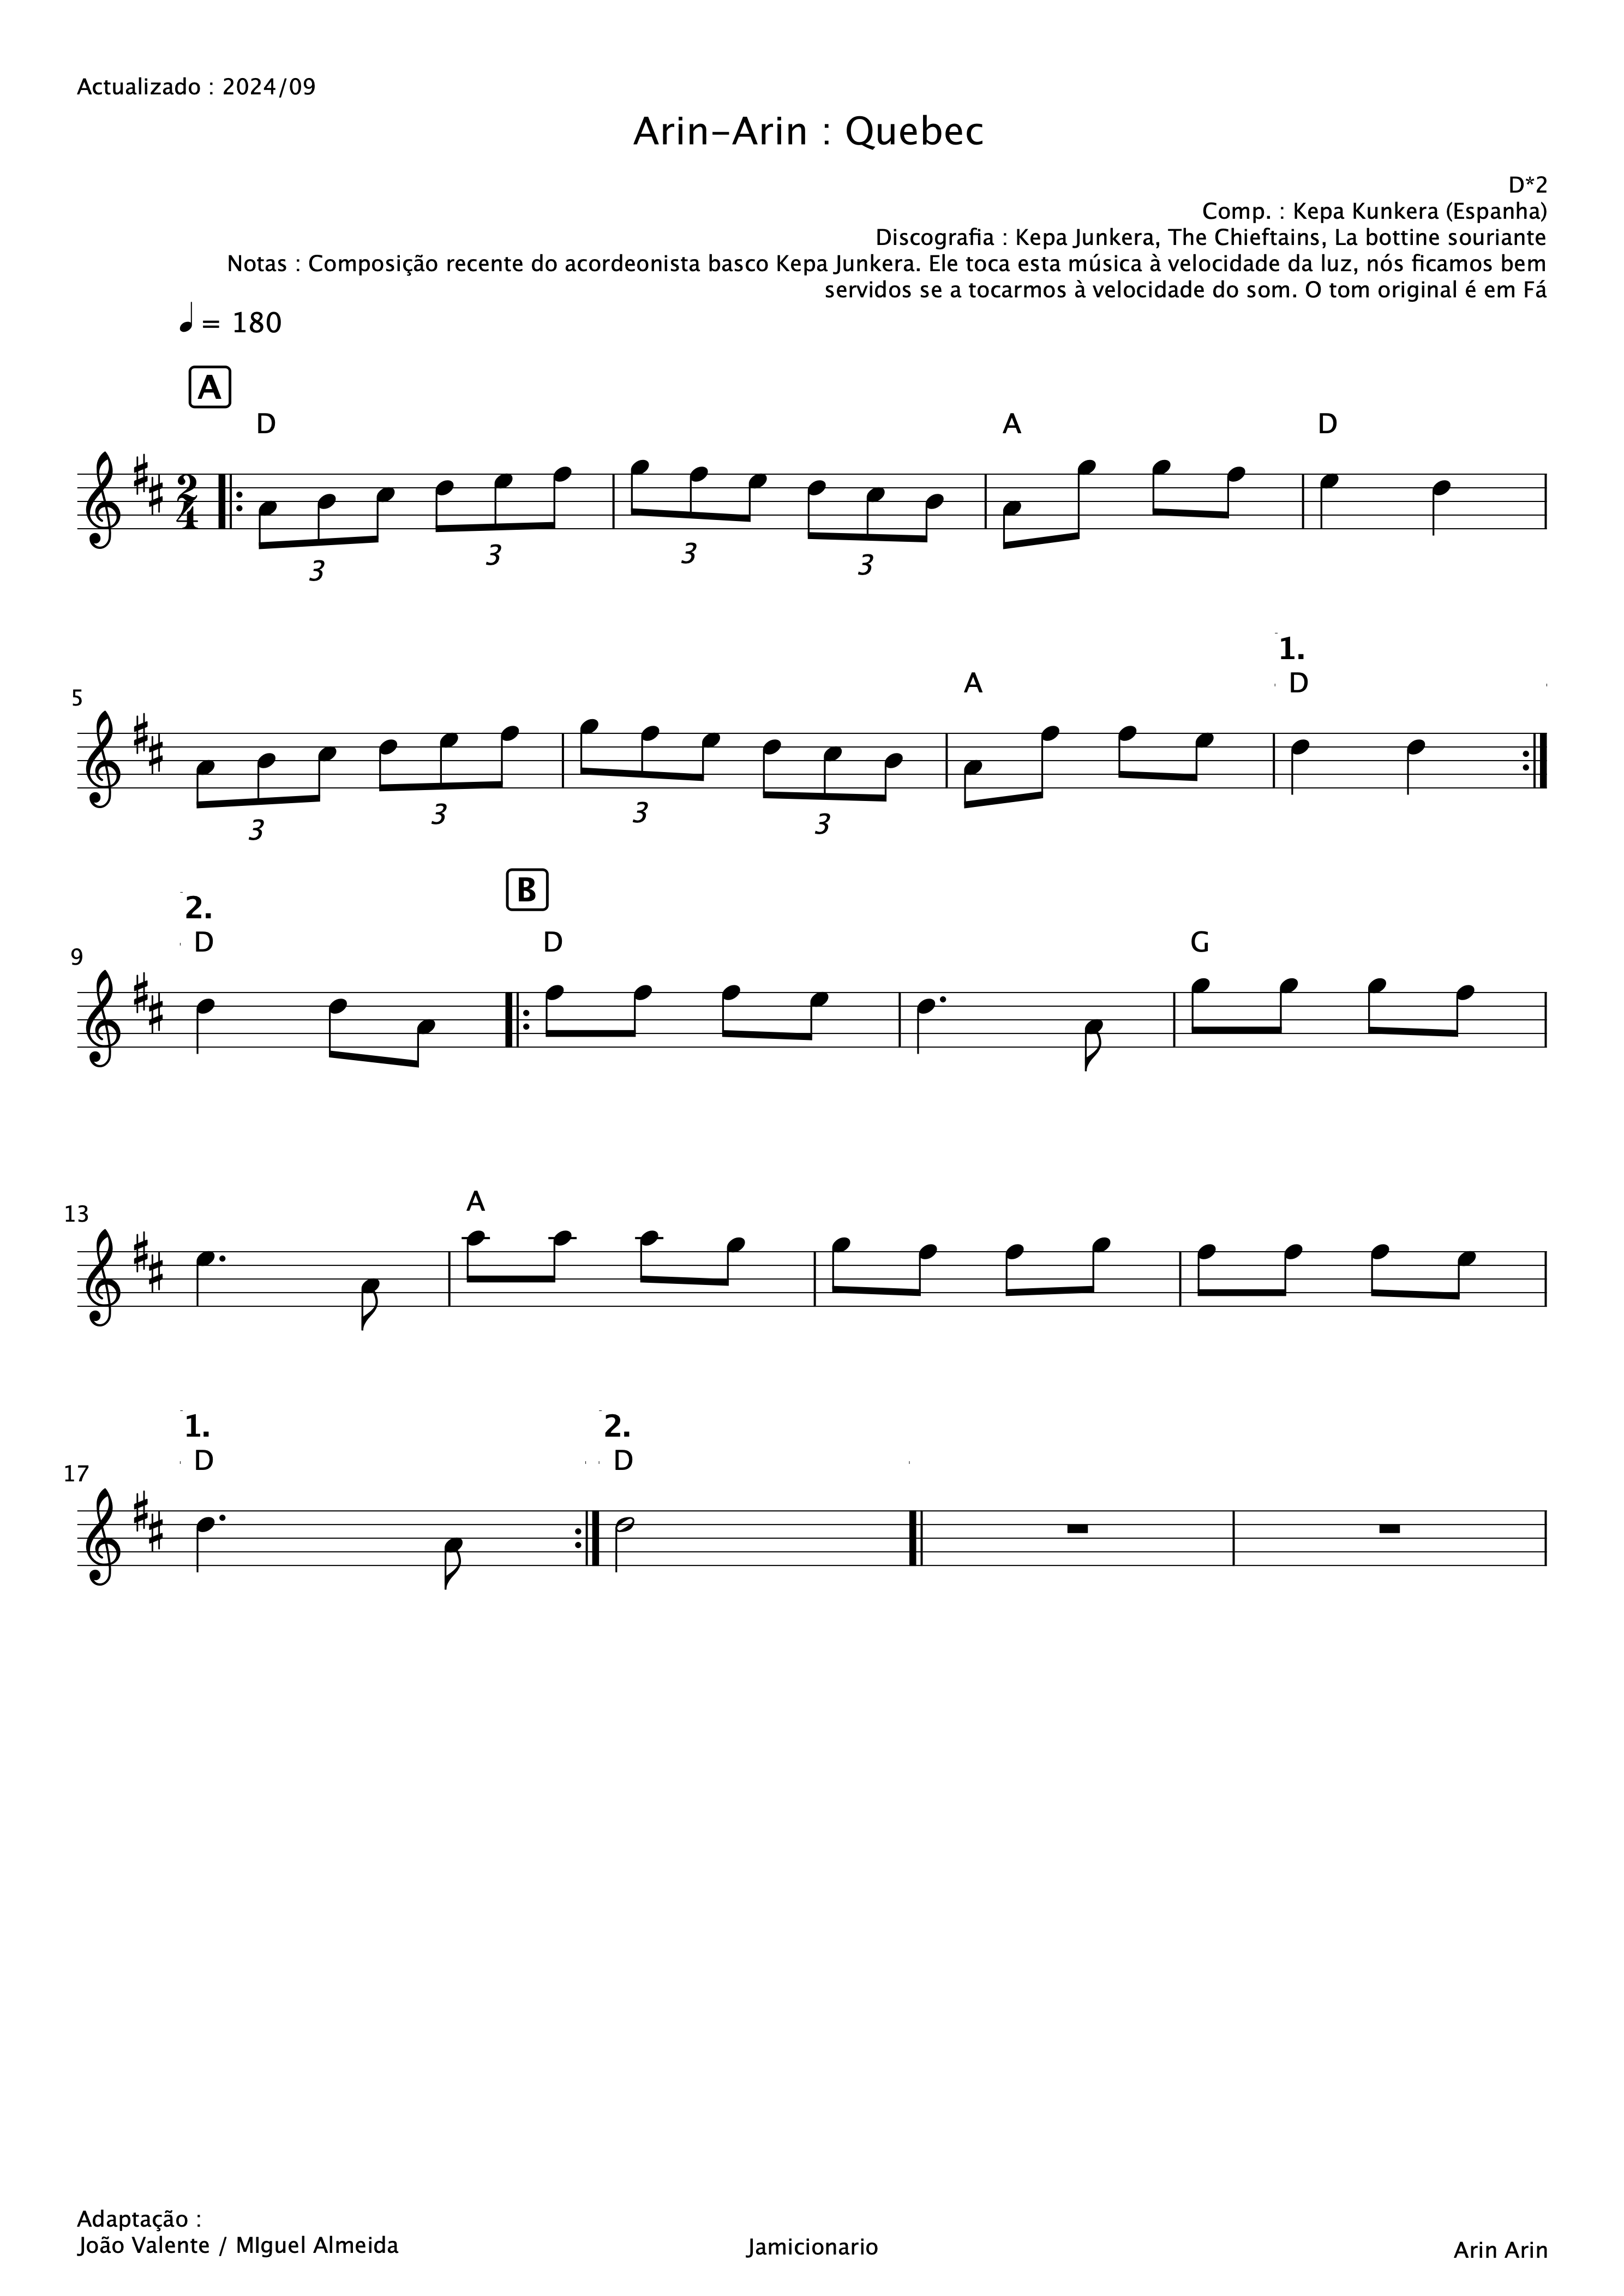 Actualizado : 2024/09
Arin-Arin : Quebec
D*2
Comp. : Kepa Kunkera (Espanha)
Discografia : Kepa Junkera, The Chieftains, La bottine souriante
Notas : Composição recente do acordeonista basco Kepa Junkera. Ele toca esta música à velocidade da luz, nós ficamos bem
servidos se a tocarmos à velocidade do som. O tom original é em Fá
= 180
A
D A D
2
4
3 3 3 3
1.
5 A D
3 3 3 3
B
2.
9 D D G
13 A
1. 2.
17 D D
Adaptação :
João Valente / MIguel Almeida
Jamicionario
Arin Arin